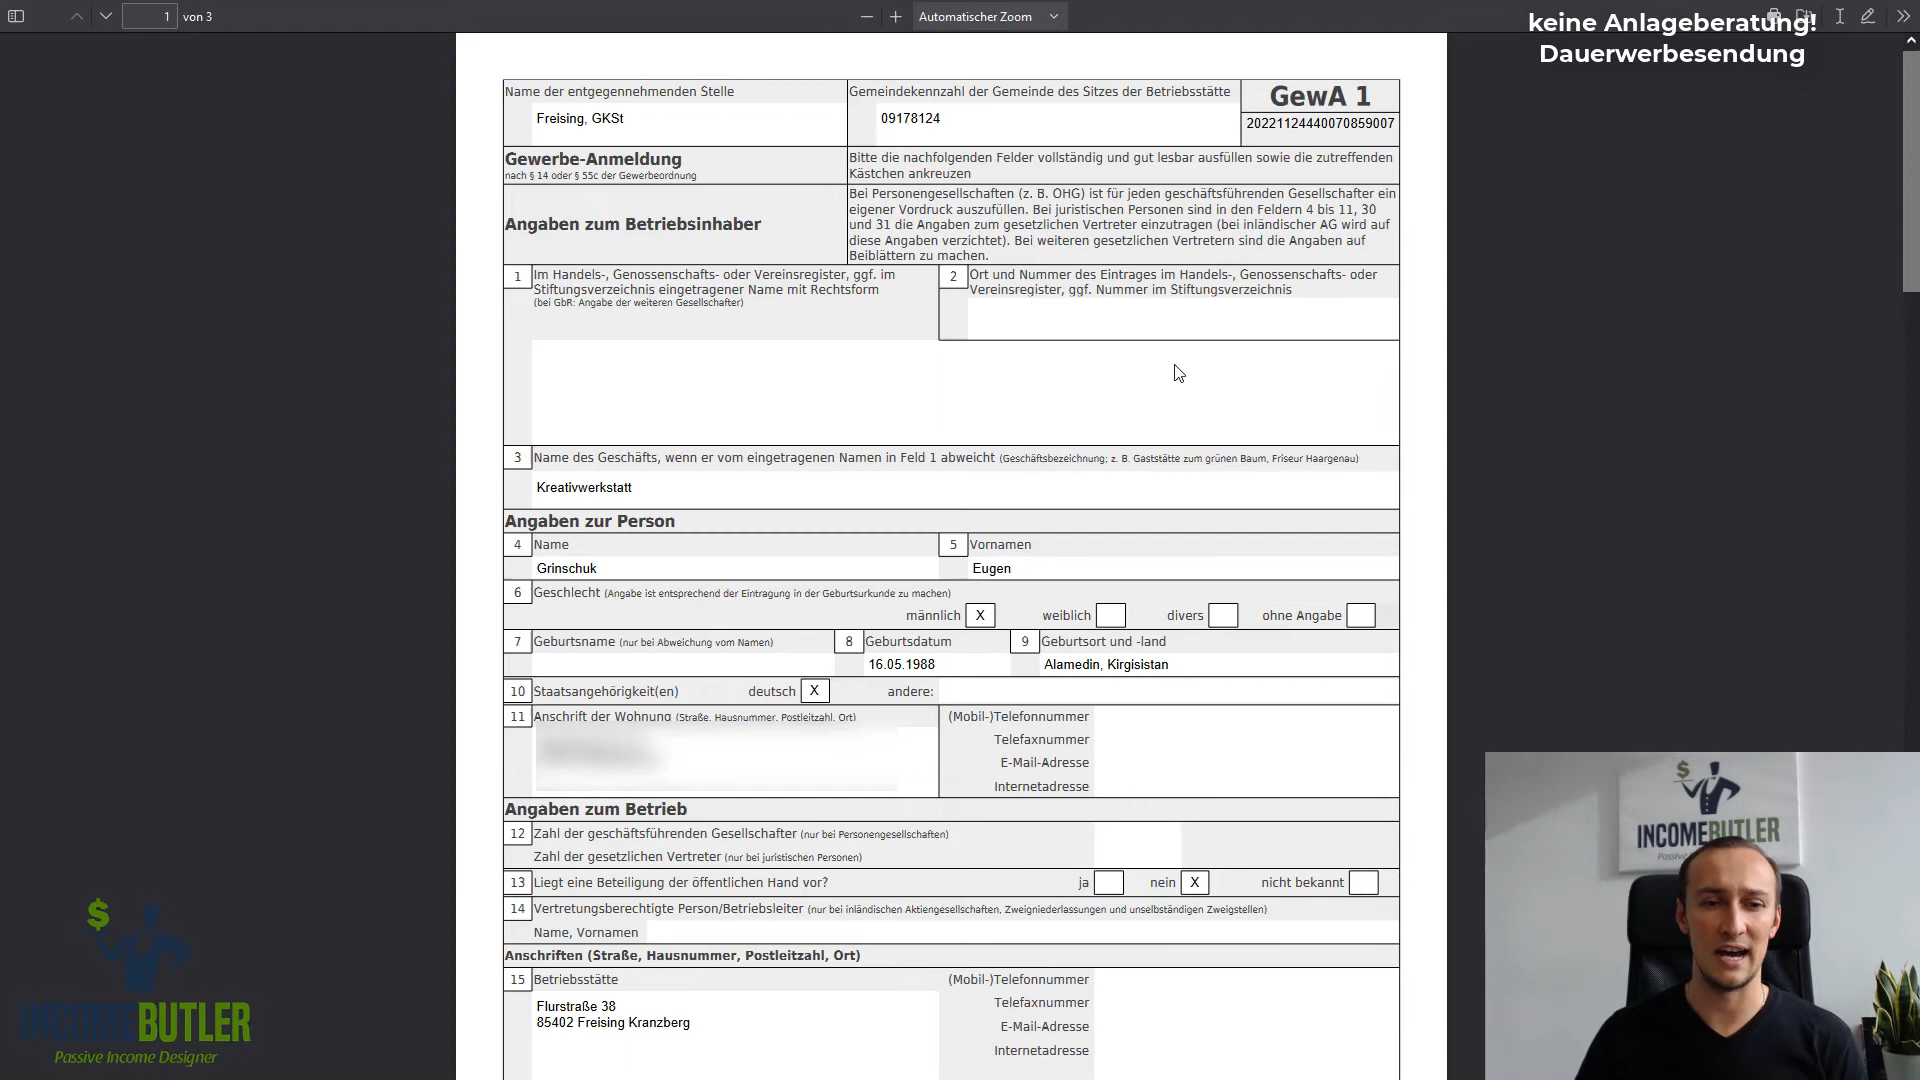 1 von 3
Automatischer Zoom
keine Anlageberatung!
Dauerwerbesendung
Name der entgegennehmenden Stelle
Freising, GKSt
Gemeindekennzahl der Gemeinde des Sitzes der Betriebsstätte
09178124
GewA 1
20221124440070859007
Gewerbe-Anmeldung
nach § 14 oder § 55c der Gewerbeordnung
Bitte die nachfolgenden Felder vollständig und gut lesbar ausfüllen sowie die zutreffenden
Kästchen ankreuzen
Angaben zum Betriebsinhaber
Bei Personengesellschaften (z. B. OHG) ist für jeden geschäftsführenden Gesellschafter ein
eigener Vordruck auszufüllen. Bei juristischen Personen sind in den Feldern 4 bis 11, 30
und 31 die Angaben zum gesetzlichen Vertreter einzutragen (bei inländischer AG wird auf
diese Angaben verzichtet). Bei weiteren gesetzlichen Vertretern sind die Angaben auf
Beiblättern zu machen.
1 Im Handels-, Genossenschafts- oder Vereinsregister, ggf. im
Stiftungsverzeichnis eingetragener Name mit Rechtsform
(bei GbR: Angabe der weiteren Gesellschafter)
2 Ort und Nummer des Eintrages im Handels-, Genossenschafts- oder
Vereinsregister, ggf. Nummer im Stiftungsverzeichnis
3 Name des Geschäfts, wenn er vom eingetragenen Namen in Feld 1 abweicht (Geschäftsbezeichnung; z. B. Gaststätte zum grünen Baum, Friseur Haargenau)
Kreativwerkstatt
Angaben zur Person
4 Name
Grinschuk
5 Vornamen
Eugen
6 Geschlecht (Angabe ist entsprechend der Eintragung in der Geburtsurkunde zu machen)
männlich X weiblich divers ohne Angabe
7 Geburtsname (nur bei Abweichung vom Namen)
8 Geburtsdatum
16.05.1988
9 Geburtsort und -land
Alamedin, Kirgisistan
10 Staatsangehörigkeit(en) deutsch X andere:
11 Anschrift der Wohnung (Straße, Hausnummer, Postleitzahl, Ort)
(Mobil-)Telefonnummer
Telefaxnummer
E-Mail-Adresse
Internetadresse
Angaben zum Betrieb
12 Zahl der geschäftsführenden Gesellschafter (nur bei Personengesellschaften)
Zahl der gesetzlichen Vertreter (nur bei juristischen Personen)
13 Liegt eine Beteiligung der öffentlichen Hand vor? ja nein X nicht bekannt
14 Vertretungsberechtigte Person/Betriebsleiter (nur bei inländischen Aktiengesellschaften, Zweigniederlassungen und unselbständigen Zweigstellen)
Name, Vornamen
Anschriften (Straße, Hausnummer, Postleitzahl, Ort)
15 Betriebsstätte
Flurstraße 38
85402 Freising Kranzberg
(Mobil-)Telefonnummer
Telefaxnummer
E-Mail-Adresse
Internetadresse
INCOMEBUTLER
Passive Income Designer
INCOMEBUTLER